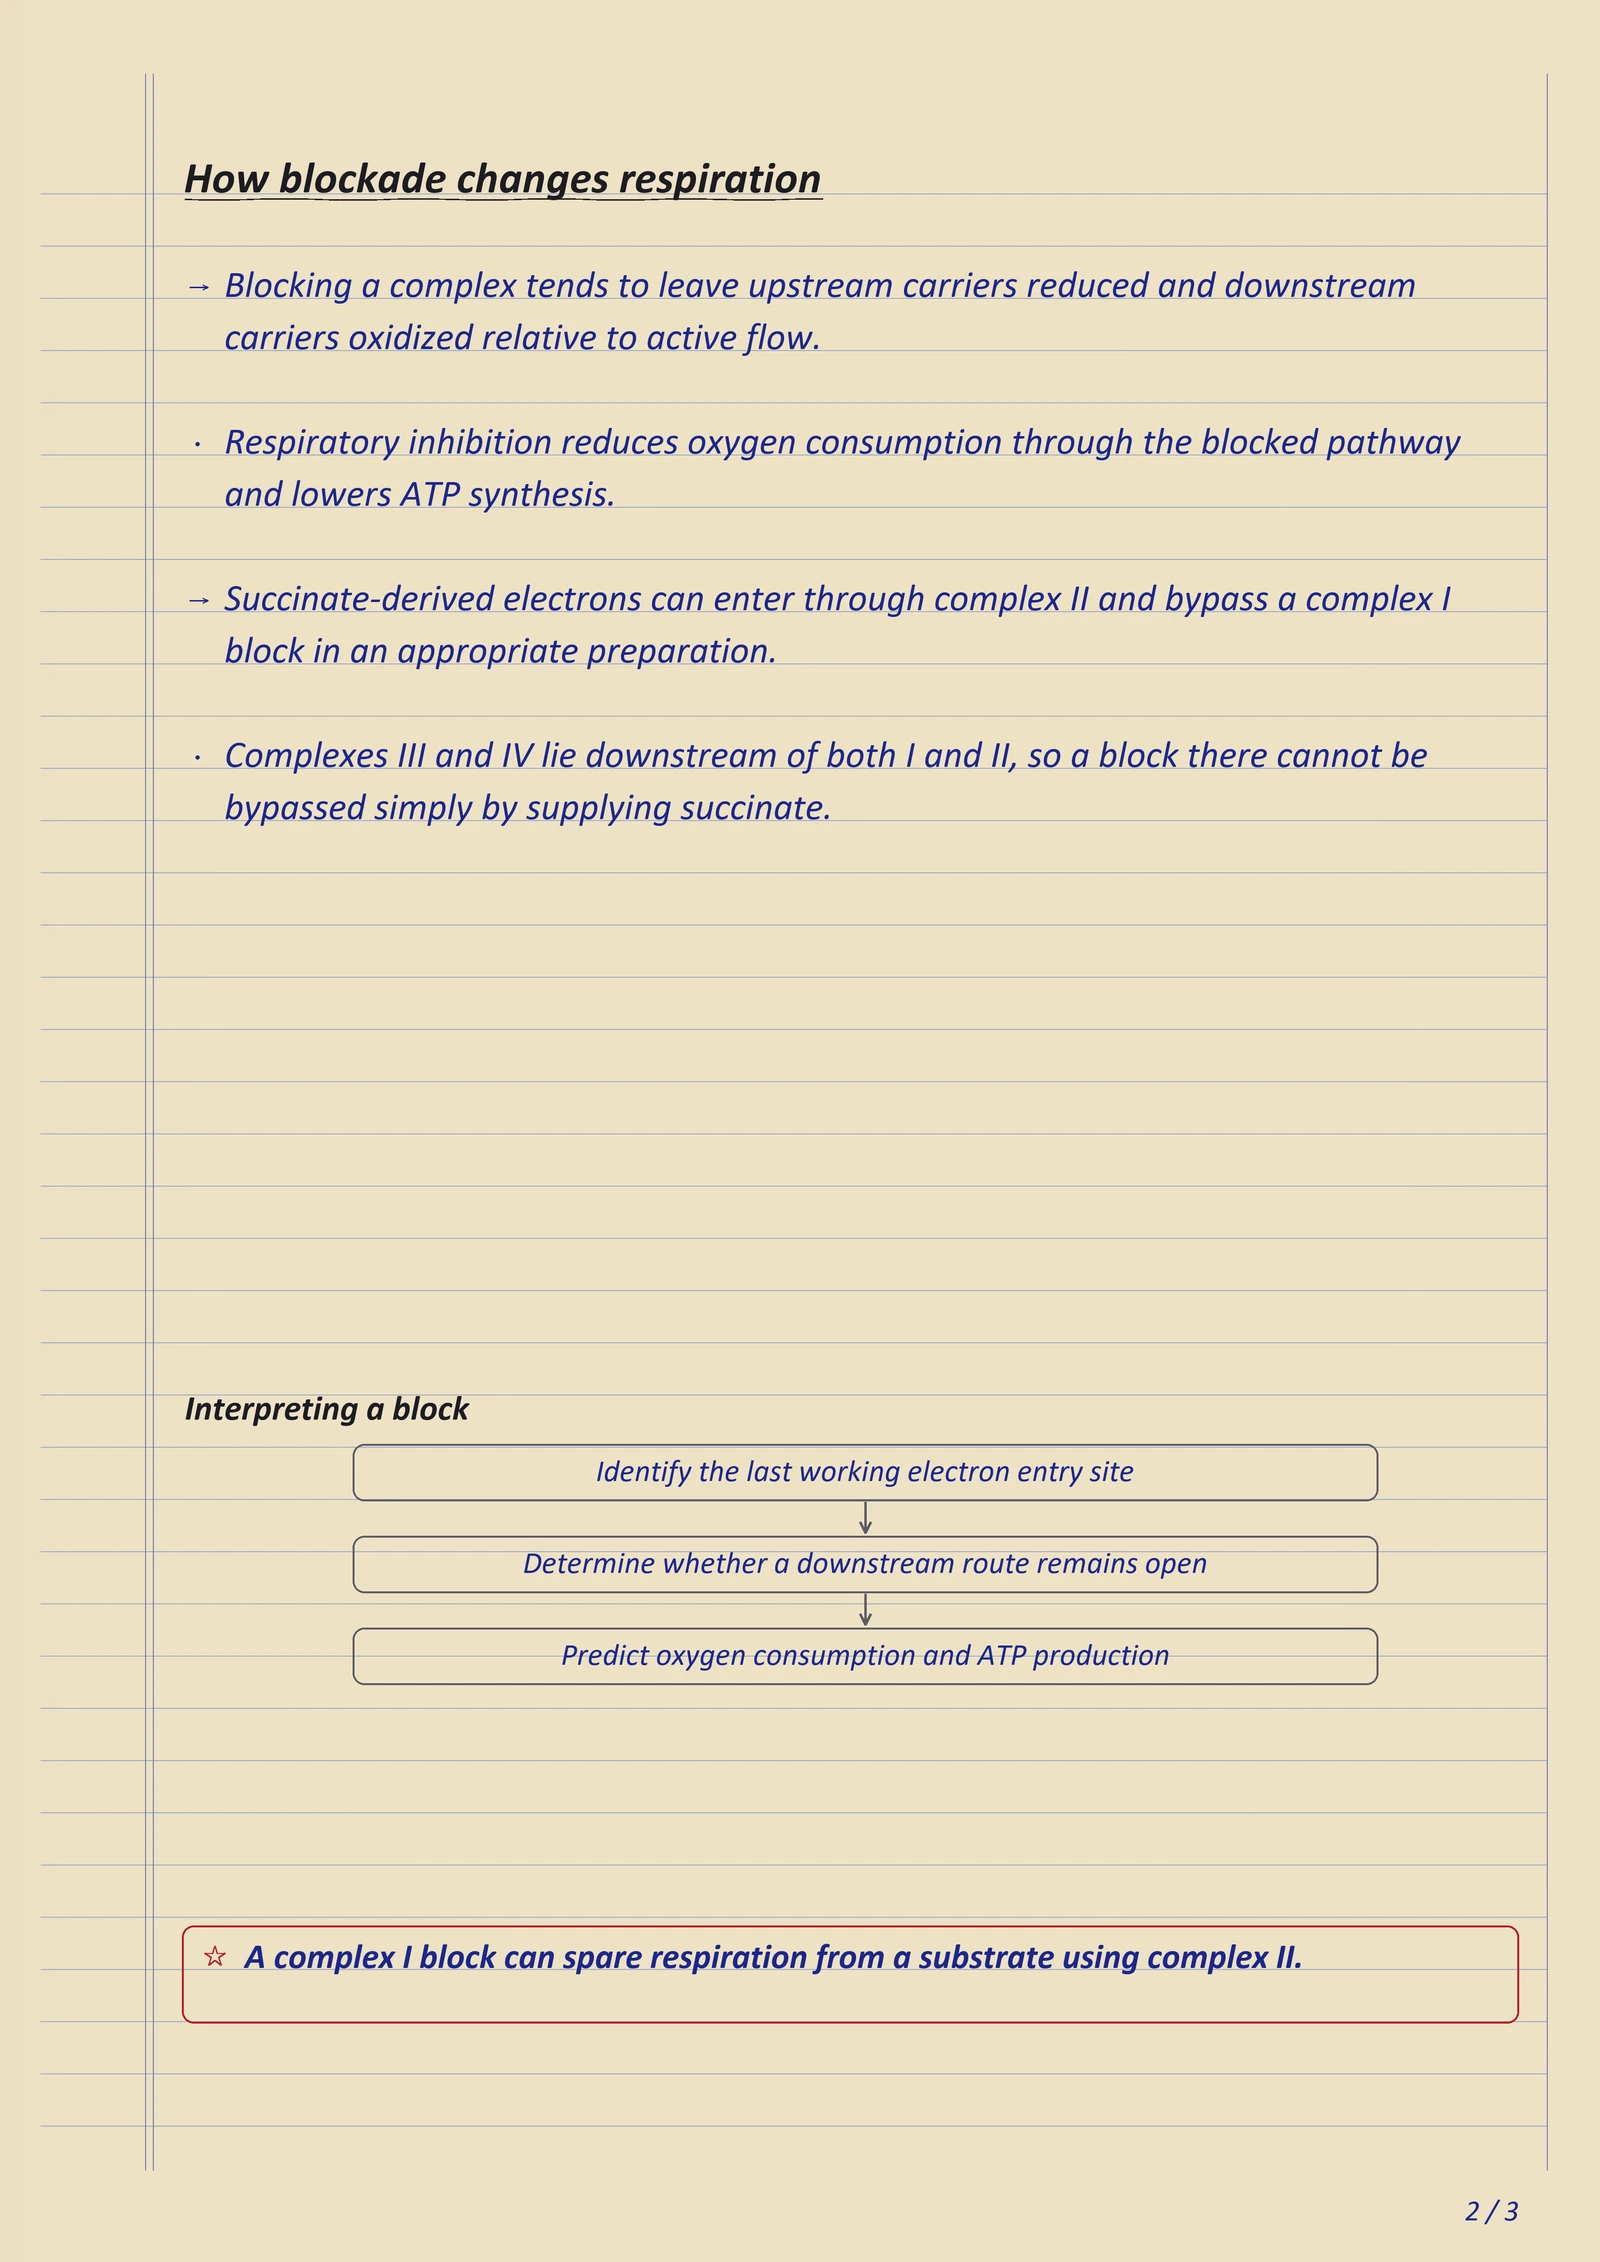 How blockade changes respiration
→ Blocking a complex tends to leave upstream carriers reduced and downstream
carriers oxidized relative to active flow.
· Respiratory inhibition reduces oxygen consumption through the blocked pathway
and lowers ATP synthesis.
→ Succinate-derived electrons can enter through complex II and bypass a complex I
block in an appropriate preparation.
· Complexes III and IV lie downstream of both I and II, so a block there cannot be
bypassed simply by supplying succinate.
Interpreting a block
Identify the last working electron entry site
Determine whether a downstream route remains open
Predict oxygen consumption and ATP production
☆ A complex I block can spare respiration from a substrate using complex II.
2 / 3